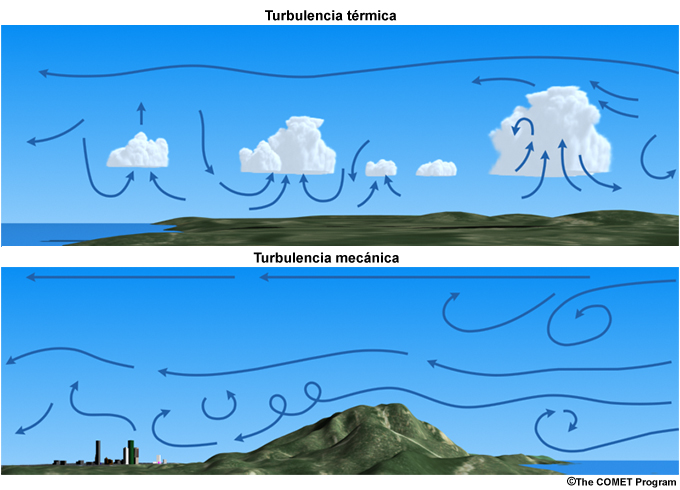 Turbulencia térmica
Turbulencia mecánica
©The COMET Program